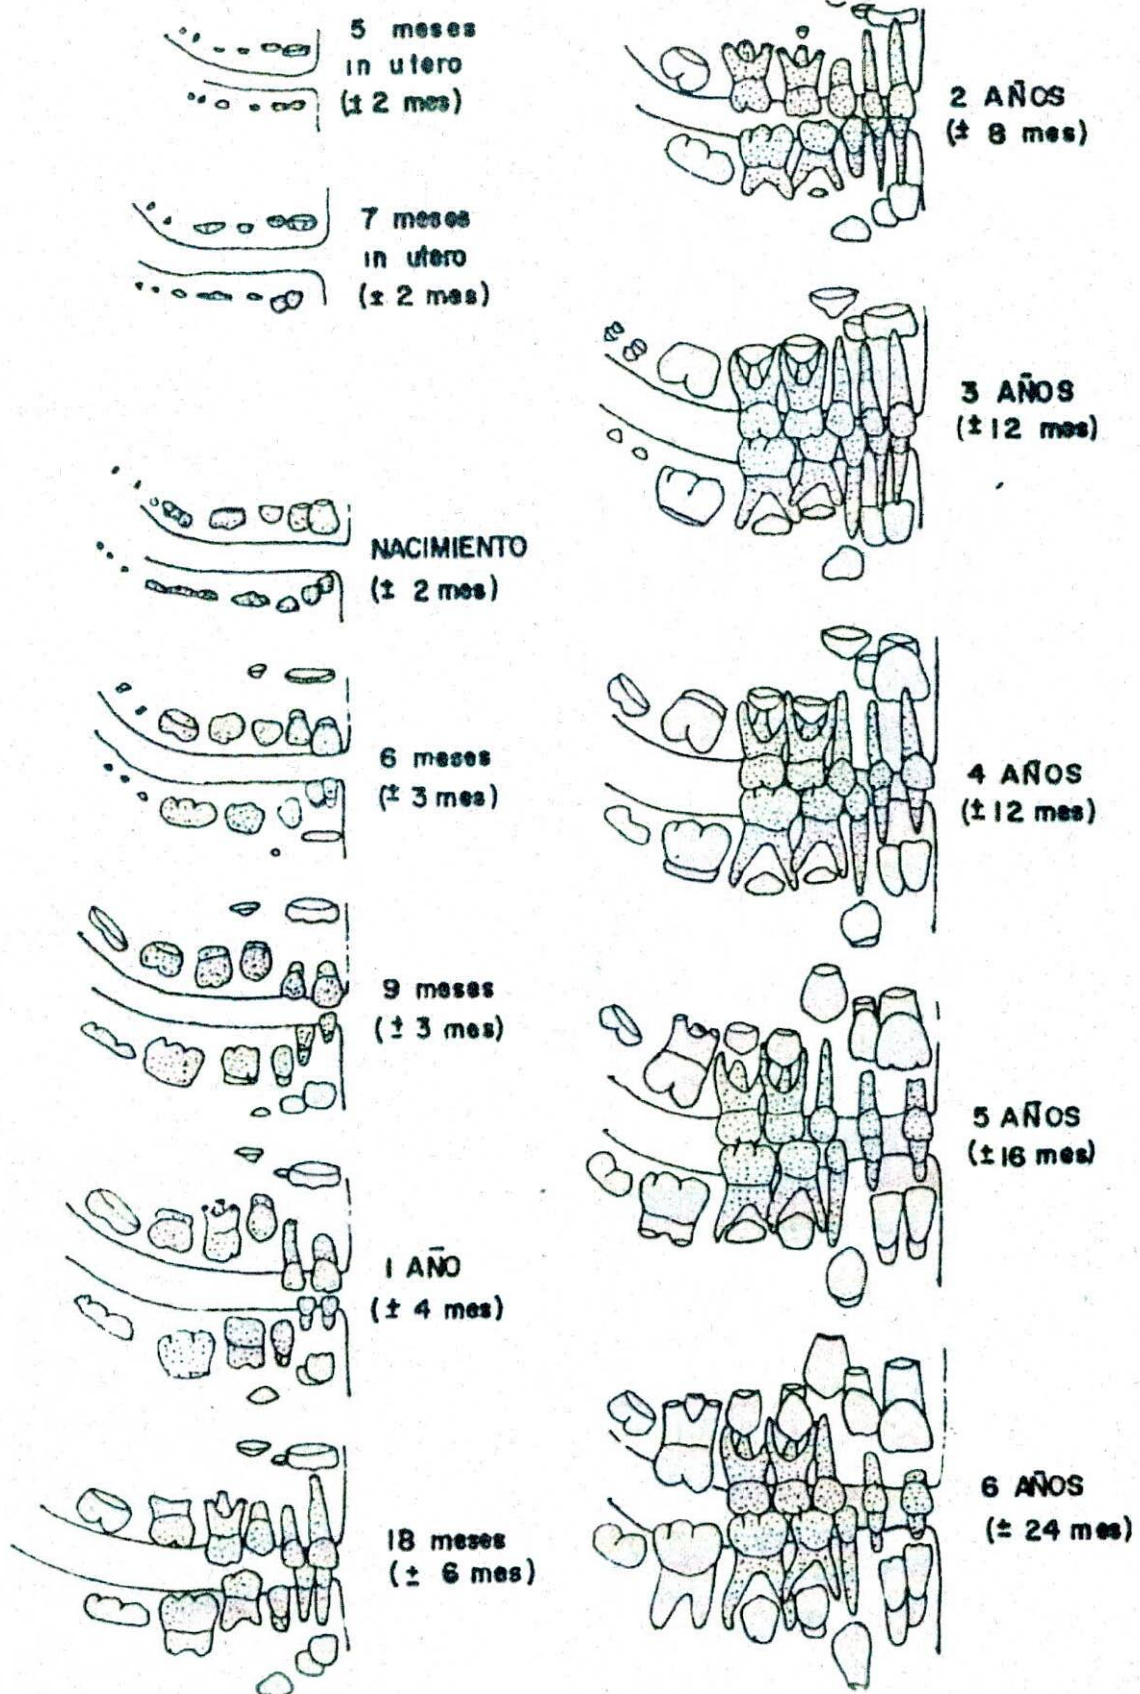 5 meses
in utero
(± 2 mes)
7 meses
in utero
(± 2 mes)
NACIMIENTO
(± 2 mes)
6 meses
(± 3 mes)
9 meses
(± 3 mes)
1 AÑO
(± 4 mes)
18 meses
(± 6 mes)
2 AÑOS
(± 8 mes)
3 AÑOS
(±12 mes)
4 AÑOS
(±12 mes)
5 AÑOS
(±16 mes)
6 AÑOS
(± 24 mes)